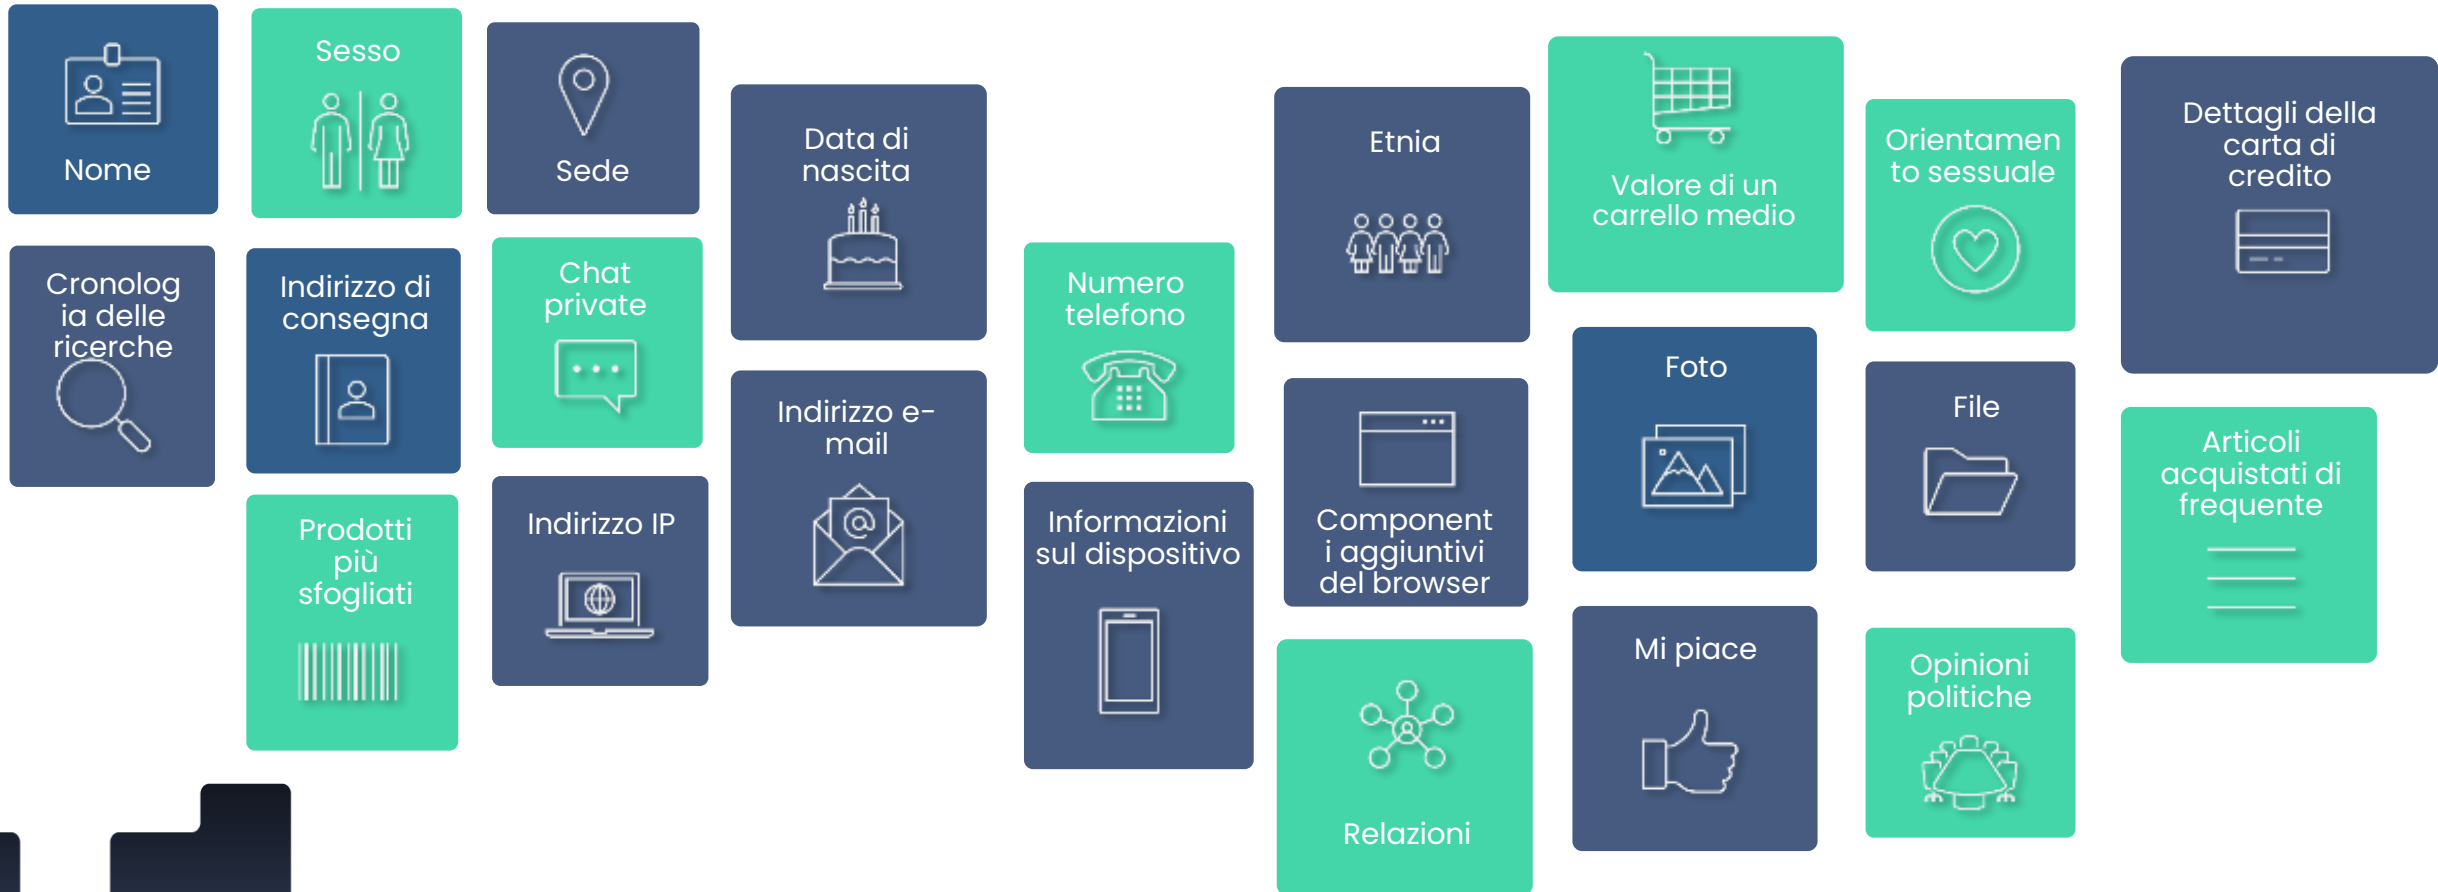 Nome
Sesso
Sede
Data di
nascita
Etnia
Valore di un
carrello medio
Orientamen
to sessuale
Dettagli della
carta di
credito
Cronolog
ia delle
ricerche
Indirizzo di
consegna
Chat
private
Numero
telefono
Foto
File
Indirizzo e-
mail
Articoli
acquistati di
frequente
Prodotti
più
sfogliati
Indirizzo IP
@
Informazioni
sul dispositivo
Component
i aggiuntivi
del browser
Mi piace
Opinioni
politiche
Relazioni